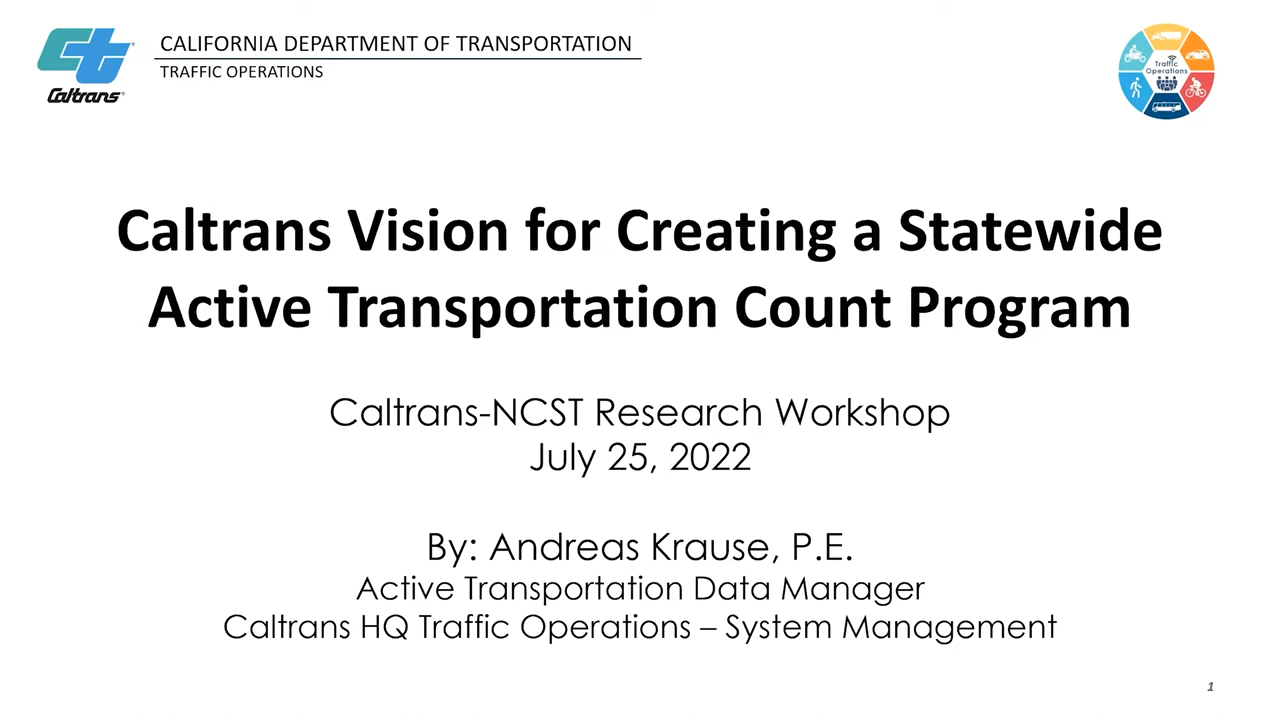 CALIFORNIA DEPARTMENT OF TRANSPORTATION
TRAFFIC OPERATIONS
Caltrans
Traffic
Operations
Caltrans Vision for Creating a Statewide
Active Transportation Count Program
Caltrans-NCST Research Workshop
July 25, 2022
By: Andreas Krause, P.E.
Active Transportation Data Manager
Caltrans HQ Traffic Operations – System Management
1